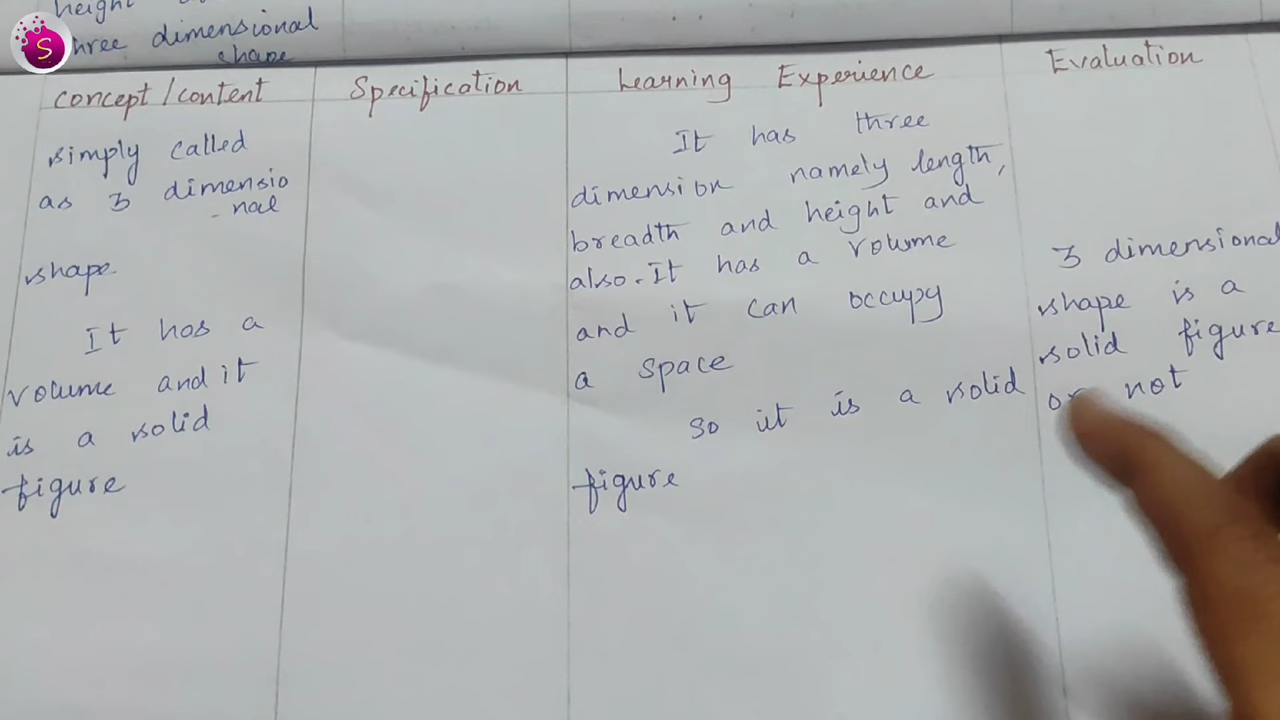 height
three dimensional
shape
S
concept / content
Specification
Learning Experience
Evaluation
simply called
as 3 dimensio
- nal
shape
It has a
volume and it
is a solid
figure
It has three
dimension namely length,
breadth and height and
also. It has a volume
and it can occupy
a space
So it is a solid
figure
3 dimensional
shape is a
solid figure
or not